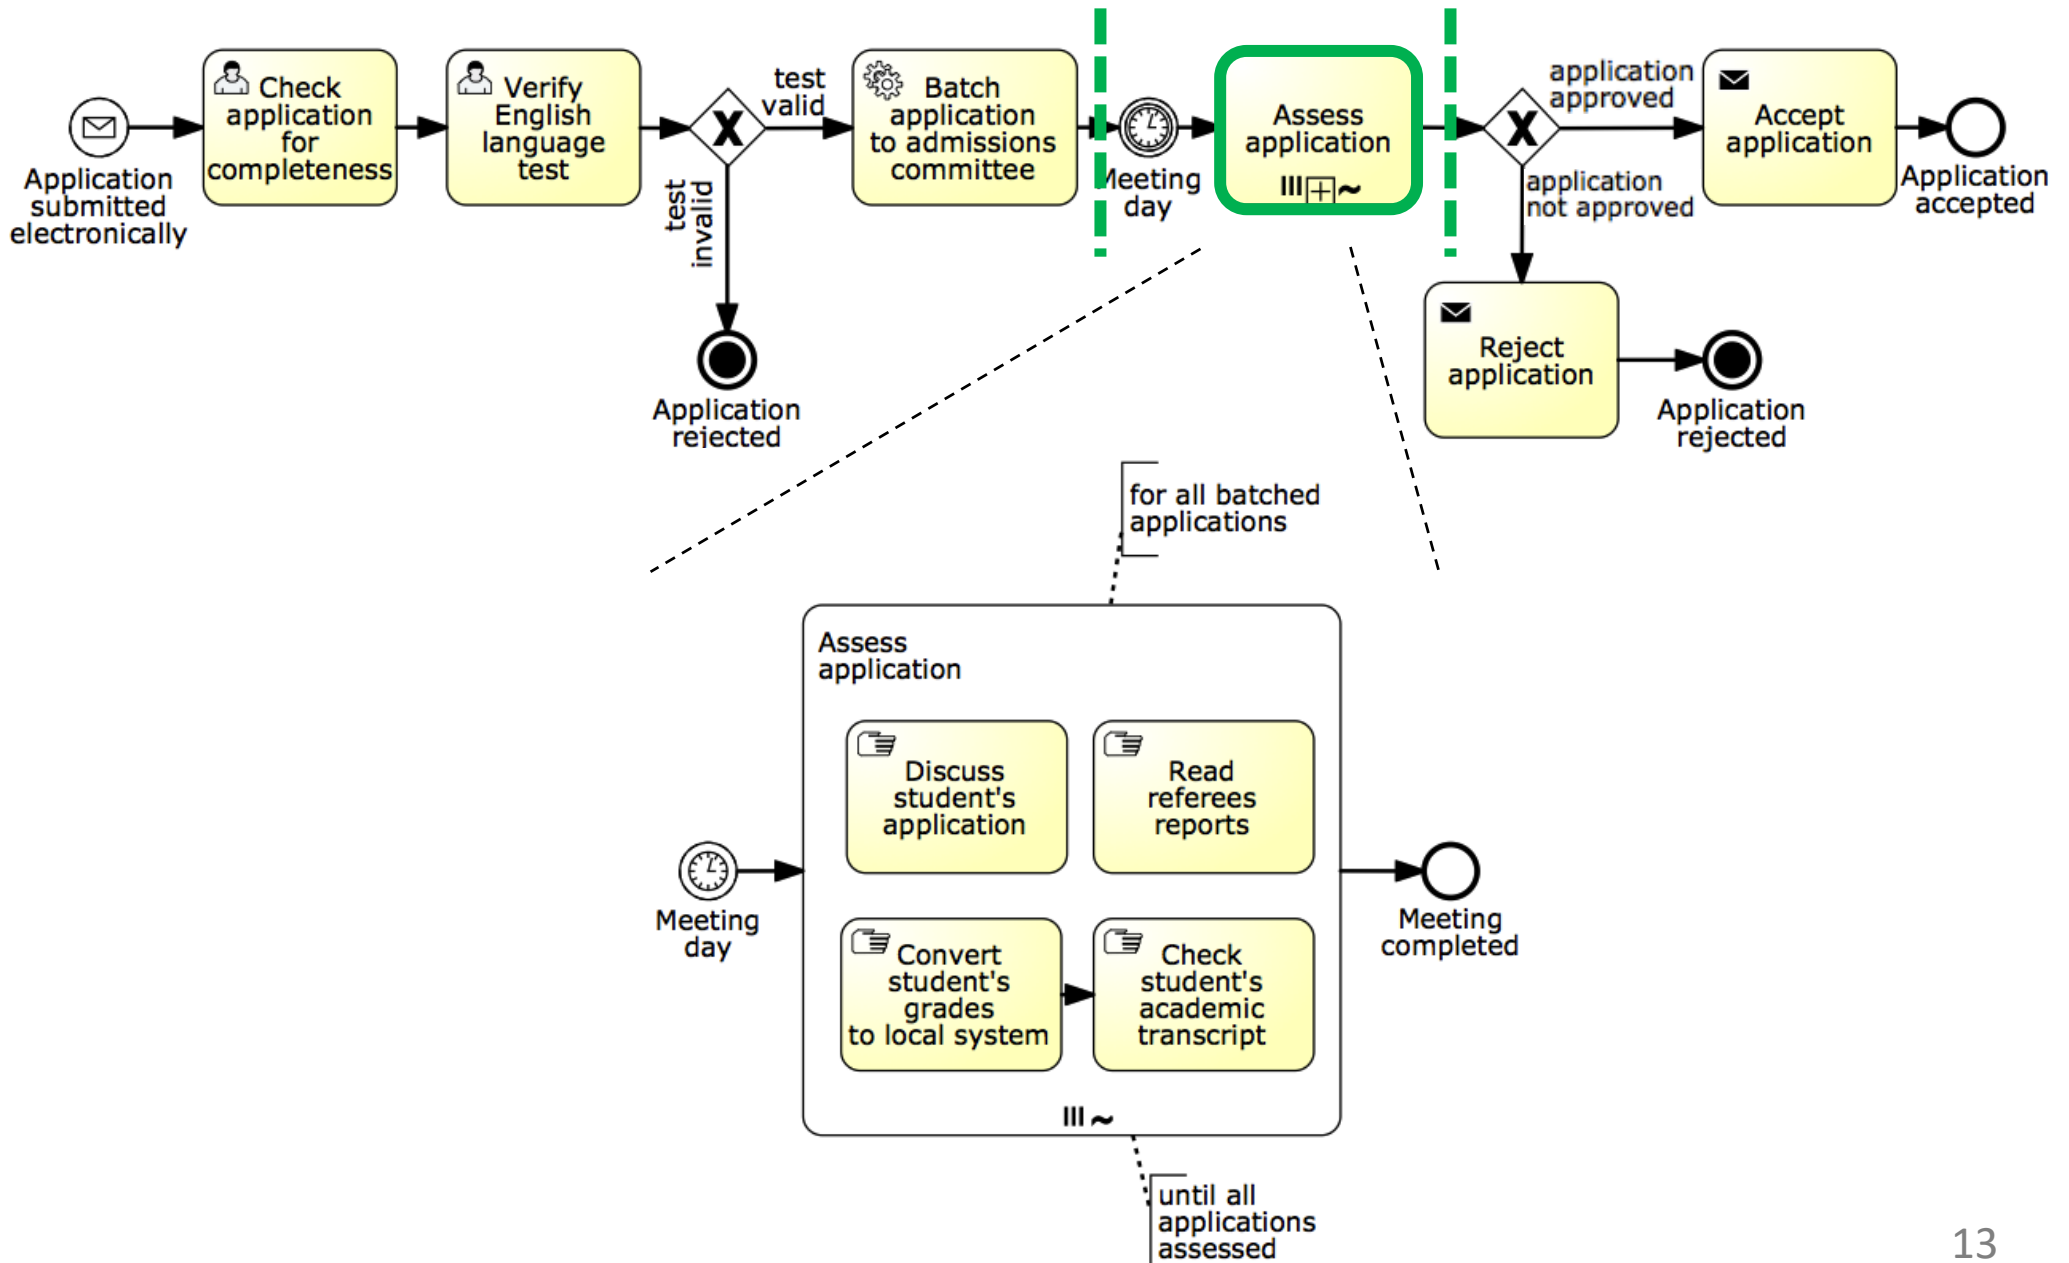 Application
submitted
electronically
Check
application
for
completeness
Verify
English
language
test
test
valid
test
invalid
Application
rejected
Batch
application
to admissions
committee
Meeting
day
Assess
application
application
approved
application
not approved
Accept
application
Application
accepted
Reject
application
Application
rejected
for all batched
applications
Assess
application
Discuss
student's
application
Read
referees
reports
Meeting
day
Convert
student's
grades
to local system
Check
student's
academic
transcript
Meeting
completed
until all
applications
assessed
13